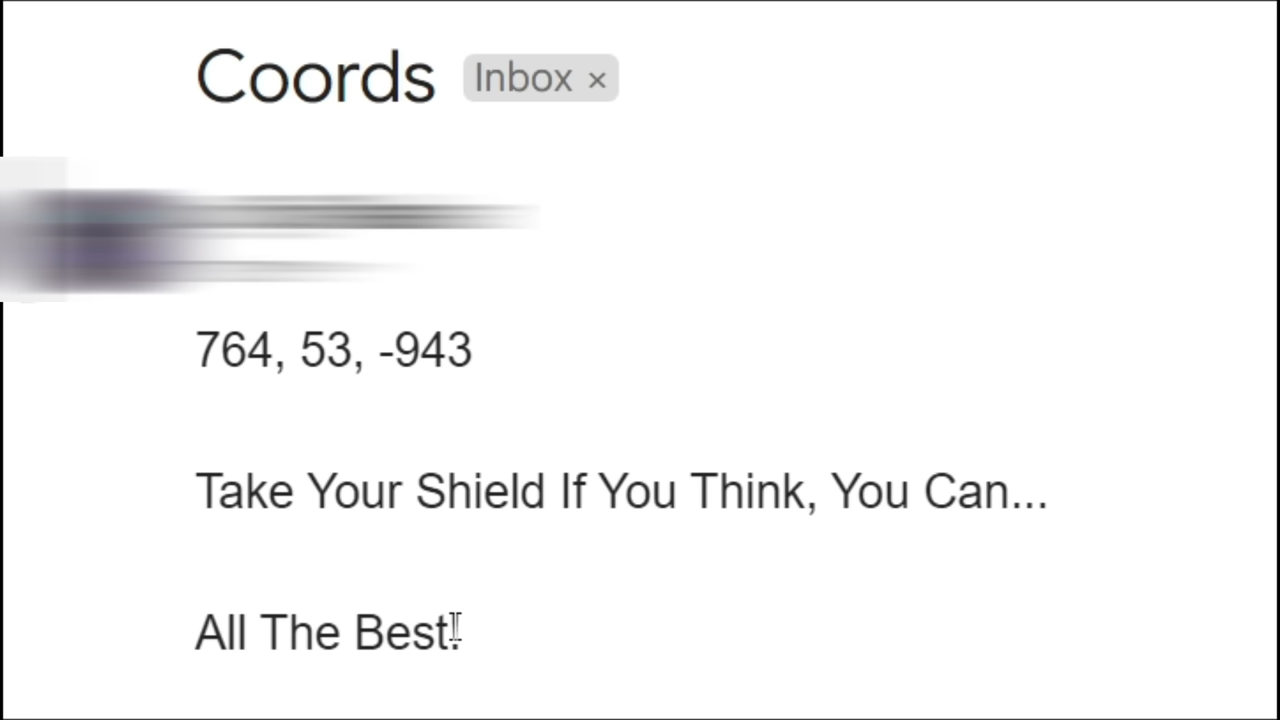 Coords Inbox ×
764, 53, -943
Take Your Shield If You Think, You Can...
All The Best!